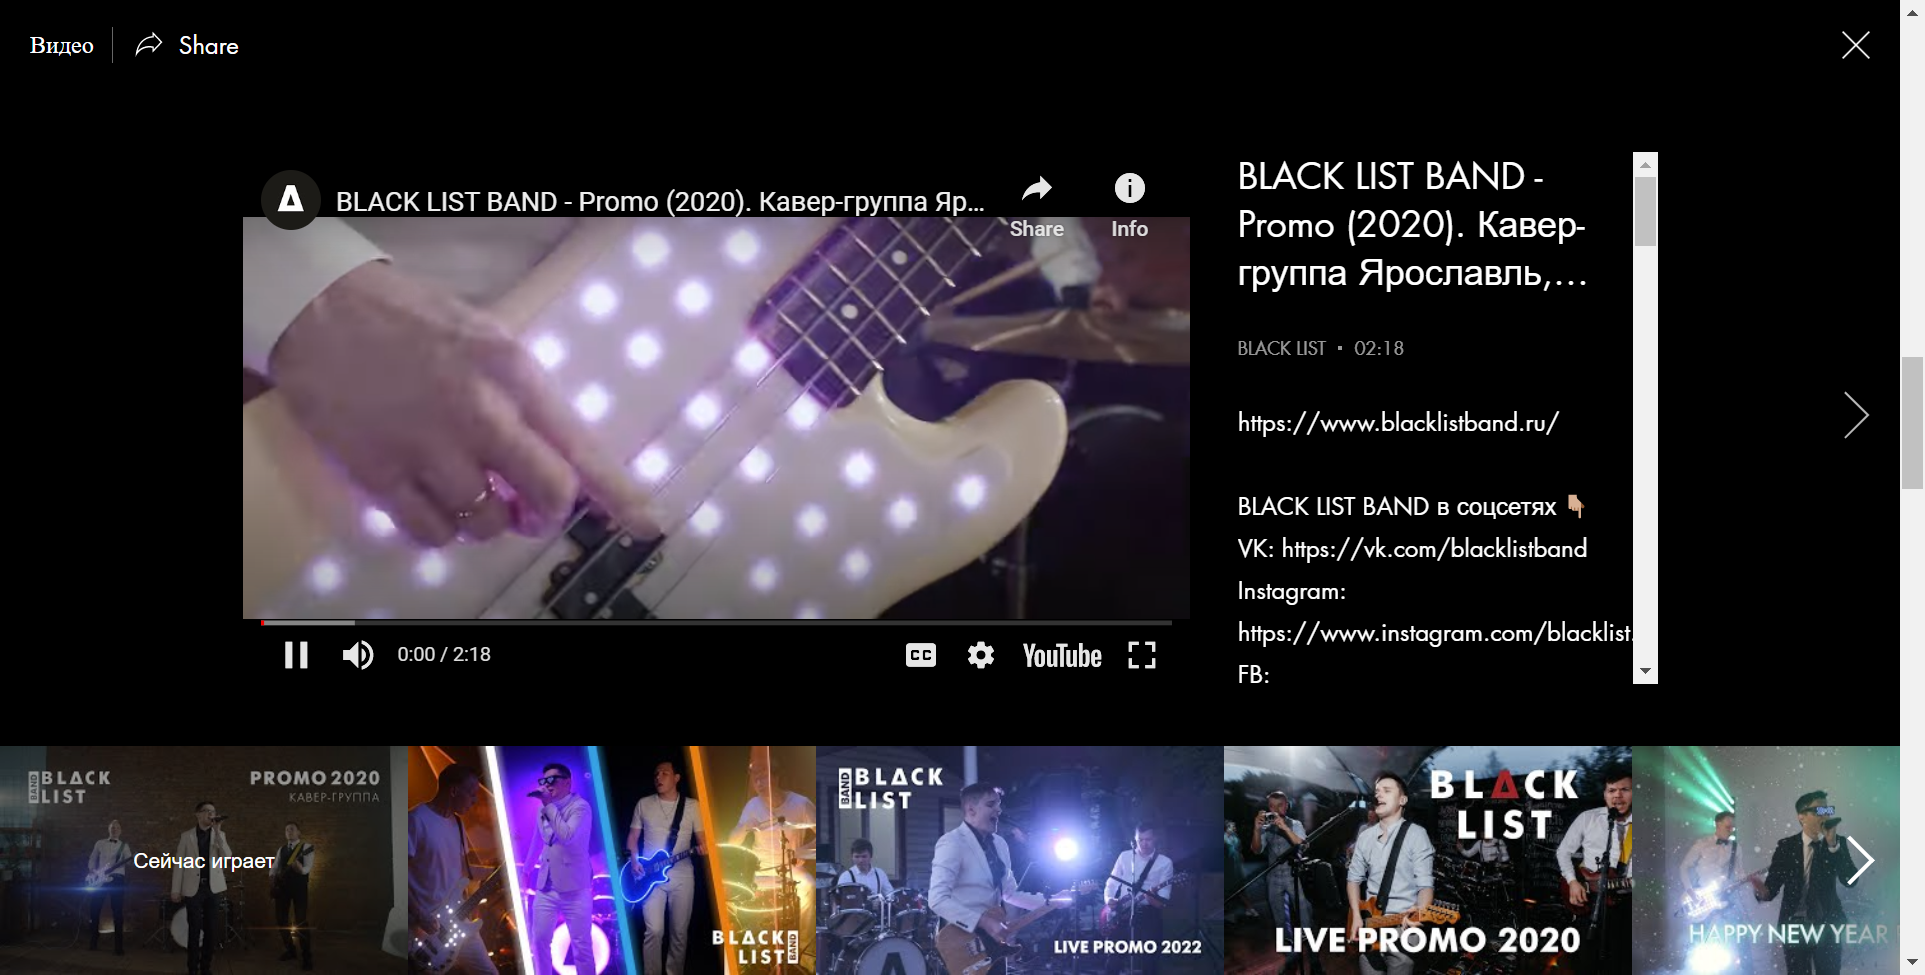 Видео
Share
BLACK LIST BAND - Promo (2020). Кавер-группа Яр...
Share
Info
0:00 / 2:18
CC
YouTube
BLACK LIST BAND -
Promo (2020). Кавер-
группа Ярославль,...
BLACK LIST • 02:18
https://www.blacklistband.ru/
BLACK LIST BAND в соцсетях 👇🏼
VK: https://vk.com/blacklistband
Instagram:
https://www.instagram.com/blacklist.
FB:
BLACK
LIST
BAND
PROMO 2020
КАВЕР-ГРУППА
Сейчас играет
BLACK
LIST
BAND
BLACK
LIST
BAND
LIVE PROMO 2022
BLACK
LIST
LIVE PROMO 2020
HAPPY NEW YEAR